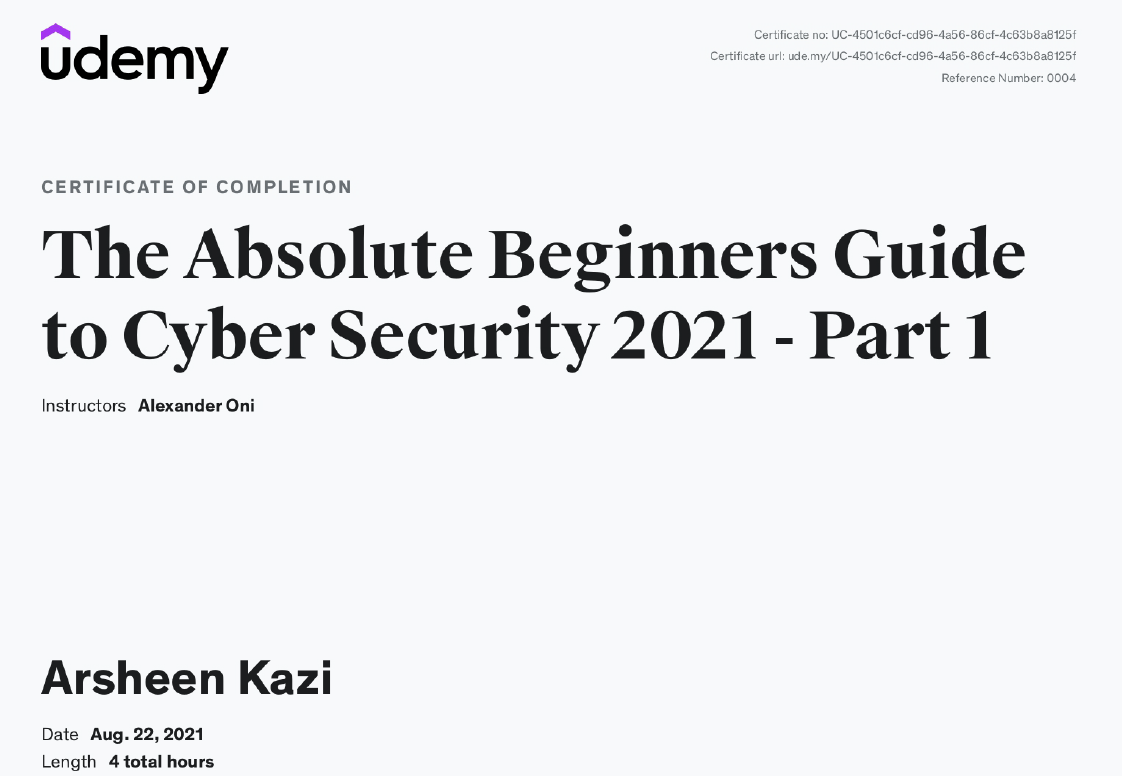 udemy
Certificate no: UC-4501c6cf-cd96-4a56-86cf-4c63b8a8125f
Certificate url: ude.my/UC-4501c6cf-cd96-4a56-86cf-4c63b8a8125f
Reference Number: 0004
CERTIFICATE OF COMPLETION
The Absolute Beginners Guide
to Cyber Security 2021 - Part 1
Instructors Alexander Oni
Arsheen Kazi
Date Aug. 22, 2021
Length 4 total hours